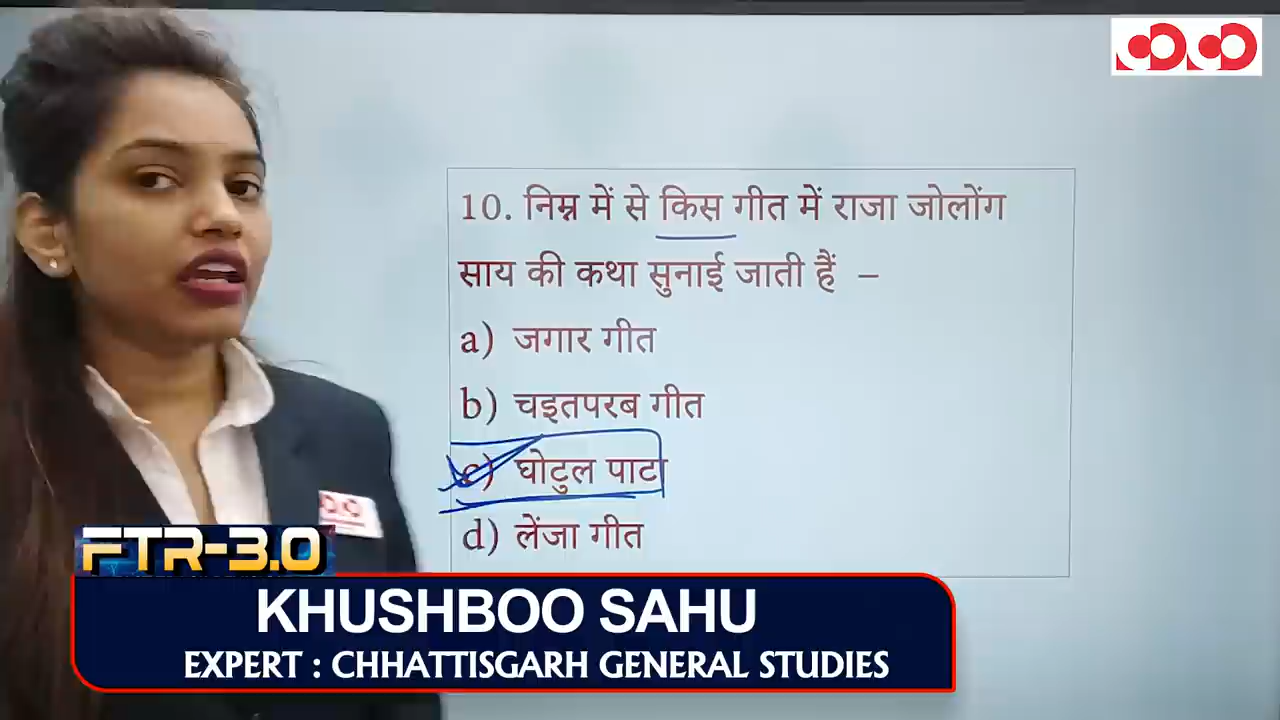 10. निम्न में से किस गीत में राजा जोलोंग
साय की कथा सुनाई जाती हैं –
a) जगार गीत
b) चइतपरब गीत
c) घोटुल पाटा
d) लेंजा गीत
FTR-3.0
KHUSHBOO SAHU
EXPERT : CHHATTISGARH GENERAL STUDIES